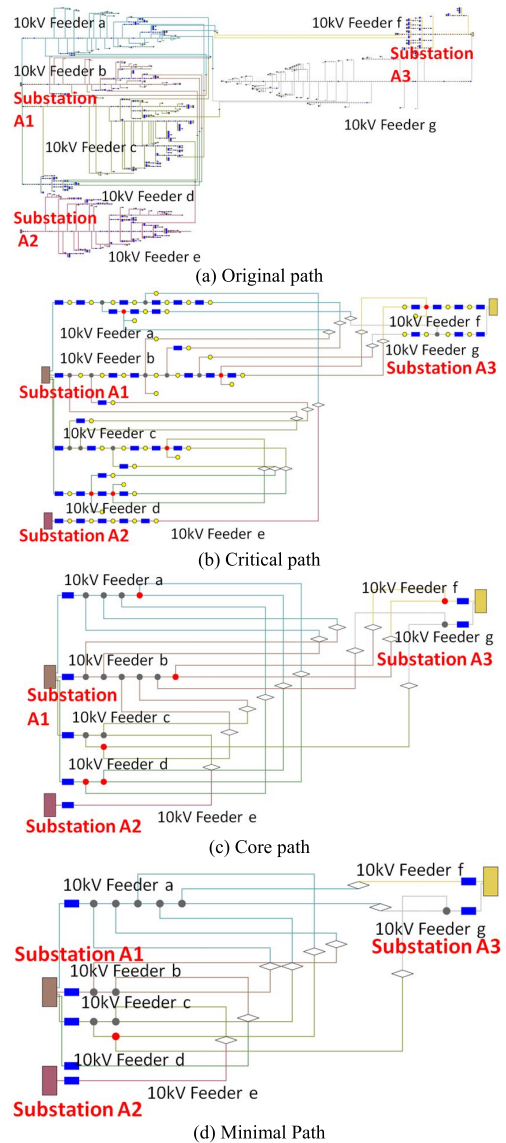 10kV Feeder a
10kV Feeder f
Substation
A3
10kV Feeder b
Substation
A1
10kV Feeder g
10kV Feeder c
10kV Feeder d
Substation
A2
10kV Feeder e
(a) Original path
10kV Feeder a
10kV Feeder f
10kV Feeder b
10kV Feeder g
Substation A3
Substation A1
10kV Feeder c
10kV Feeder d
10kV Feeder e
Substation A2
(b) Critical path
10kV Feeder a
10kV Feeder f
10kV Feeder g
Substation A3
10kV Feeder b
Substation
A1
10kV Feeder c
10kV Feeder d
10kV Feeder e
Substation A2
(c) Core path
10kV Feeder f
10kV Feeder a
10kV Feeder g
Substation A3
Substation A1
10kV Feeder b
10kV Feeder c
10kV Feeder d
10kV Feeder e
Substation A2
(d) Minimal Path